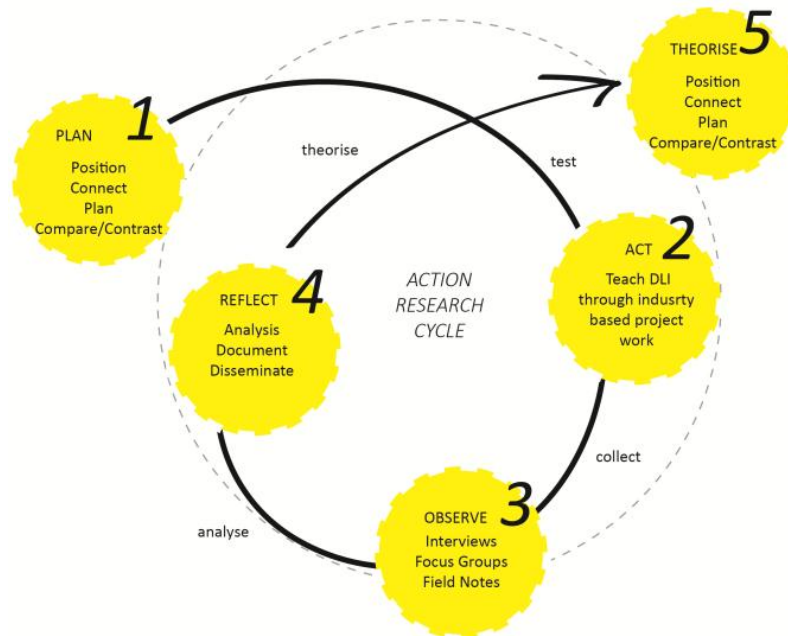 PLAN 1
Position
Connect
Plan
Compare/Contrast
test
ACT 2
Teach DLI
through indusrty
based project
work
collect
OBSERVE 3
Interviews
Focus Groups
Field Notes
analyse
REFLECT 4
Analysis
Document
Disseminate
theorise
THEORISE 5
Position
Connect
Plan
Compare/Contrast
ACTION
RESEARCH
CYCLE